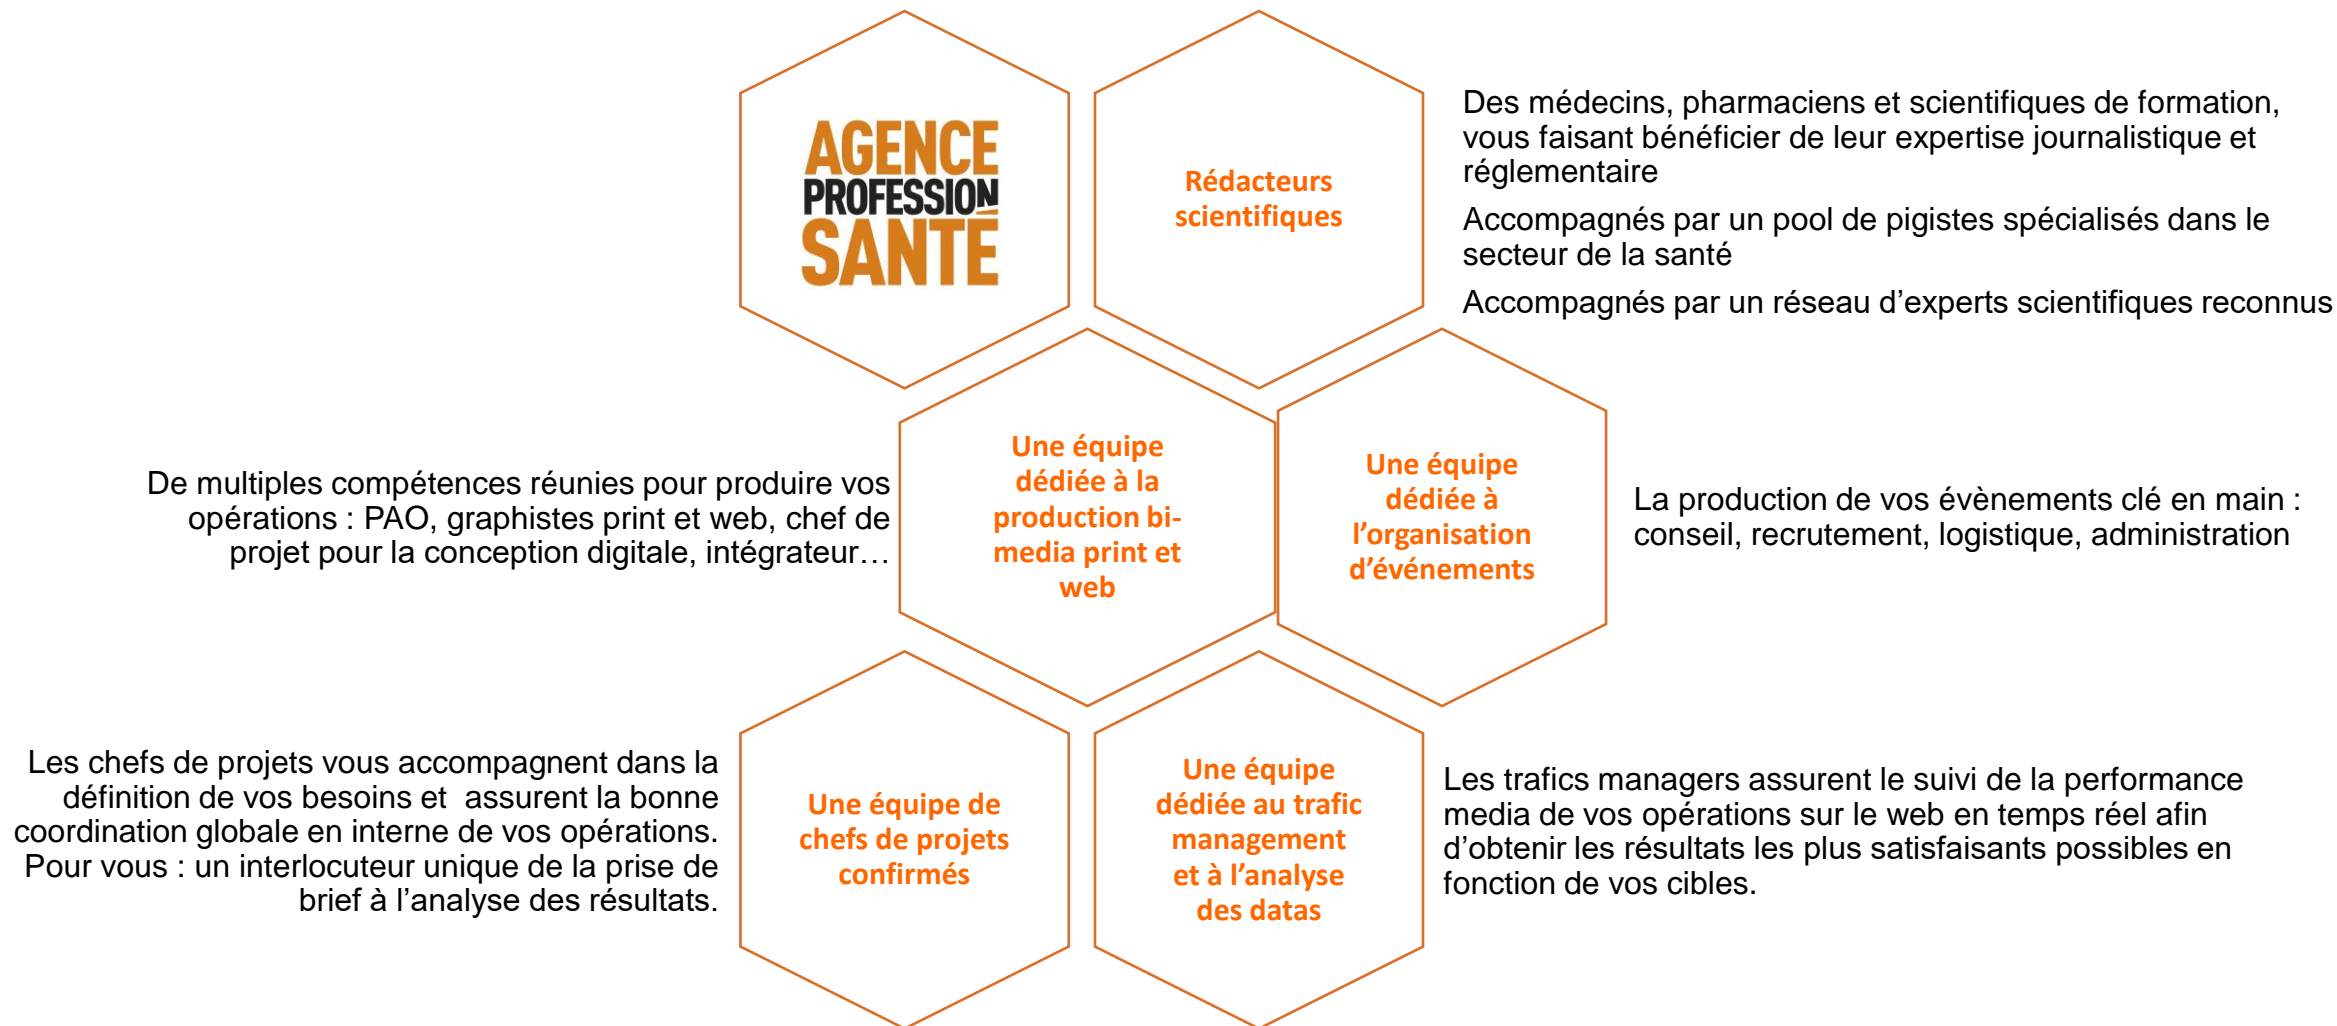 AGENCE
PROFESSION
SANTÉ
Rédacteurs
scientifiques
Des médecins, pharmaciens et scientifiques de formation,
vous faisant bénéficier de leur expertise journalistique et
réglementaire
Accompagnés par un pool de pigistes spécialisés dans le
secteur de la santé
Accompagnés par un réseau d’experts scientifiques reconnus
De multiples compétences réunies pour produire vos
opérations : PAO, graphistes print et web, chef de
projet pour la conception digitale, intégrateur…
Une équipe
dédiée à la
production bi-
media print et
web
Une équipe
dédiée à
l’organisation
d’événements
La production de vos évènements clé en main :
conseil, recrutement, logistique, administration
Les chefs de projets vous accompagnent dans la
définition de vos besoins et  assurent la bonne
coordination globale en interne de vos opérations.
Pour vous : un interlocuteur unique de la prise de
brief à l’analyse des résultats.
Une équipe de
chefs de projets
confirmés
Une équipe
dédiée au trafic
management
et à l’analyse
des datas
Les trafics managers assurent le suivi de la performance
media de vos opérations sur le web en temps réel afin
d’obtenir les résultats les plus satisfaisants possibles en
fonction de vos cibles.